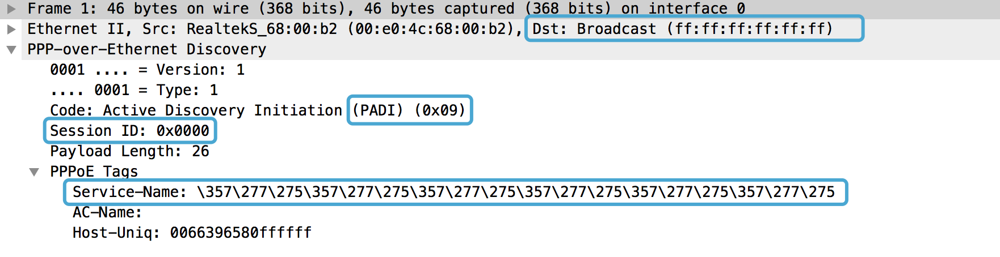 Frame 1: 46 bytes on wire (368 bits), 46 bytes captured (368 bits) on interface 0
Ethernet II, Src: RealtekS_68:00:b2 (00:e0:4c:68:00:b2), Dst: Broadcast (ff:ff:ff:ff:ff:ff)
PPP-over-Ethernet Discovery
0001 .... = Version: 1
.... 0001 = Type: 1
Code: Active Discovery Initiation (PADI) (0x09)
Session ID: 0x0000
Payload Length: 26
PPPoE Tags
Service-Name: \357\277\275\357\277\275\357\277\275\357\277\275\357\277\275\357\277\275
AC-Name:
Host-Uniq: 0066396580ffffff